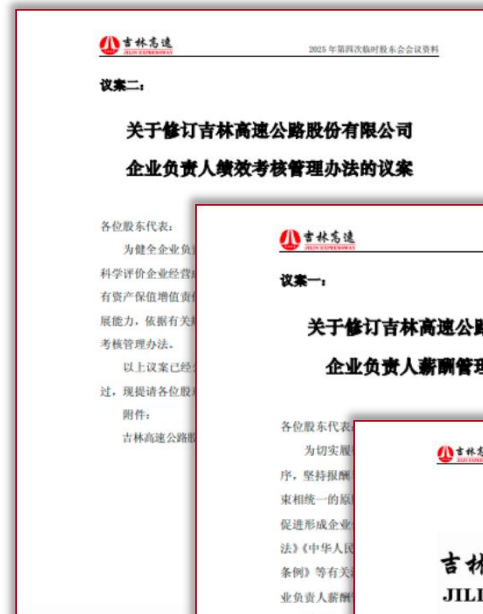 吉林高速
JILIN EXPRESSWAY
2025 年第四次临时股东会会议资料
议案二：
关于修订吉林高速公路股份有限公司
企业负责人绩效考核管理办法的议案
各位股东代表：
为健全企业负
科学评价企业经营
有资产保值增值责
展能力，依据有关
考核管理办法。
以上议案已经
过，现提请各位股
附件：
吉林高速公路股
吉林高速
JILIN EXPRESSWAY
议案一：
关于修订吉林高速公
企业负责人薪酬管
各位股东代表
为切实履
序，坚持报酬
束相统一的原
促进形成企业
法》《中华人民
条例》等有关
业负责人薪酬
吉林
吉林
JILI